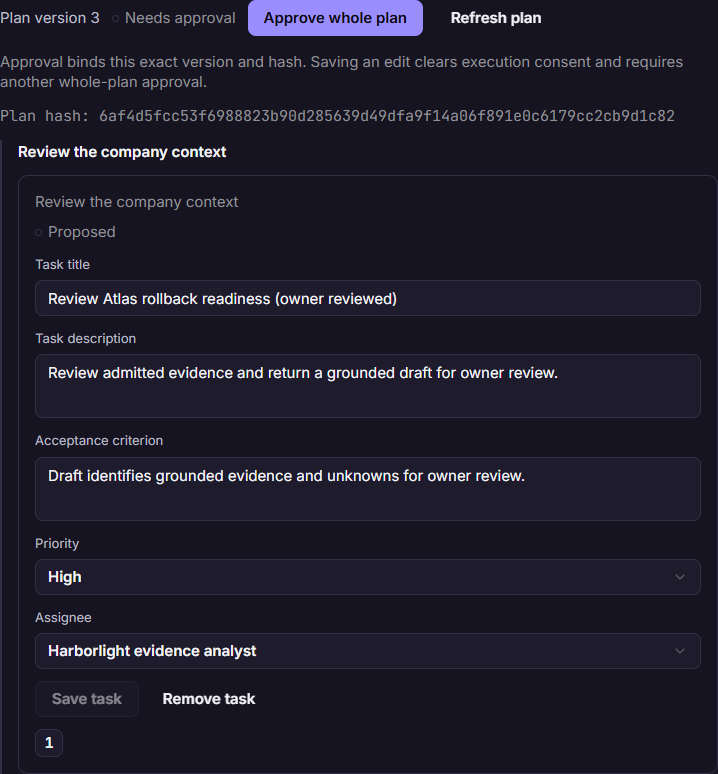 Plan version 3 Needs approval Approve whole plan Refresh plan
Approval binds this exact version and hash. Saving an edit clears execution consent and requires
another whole-plan approval.
Plan hash: 6af4d5fcc53f6988823b90d285639d49dfa9f14a06f891e0c6179cc2cb9d1c82
Review the company context
Review the company context
Proposed
Task title
Review Atlas rollback readiness (owner reviewed)
Task description
Review admitted evidence and return a grounded draft for owner review.
Acceptance criterion
Draft identifies grounded evidence and unknowns for owner review.
Priority
High
Assignee
Harborlight evidence analyst
Save task Remove task
1